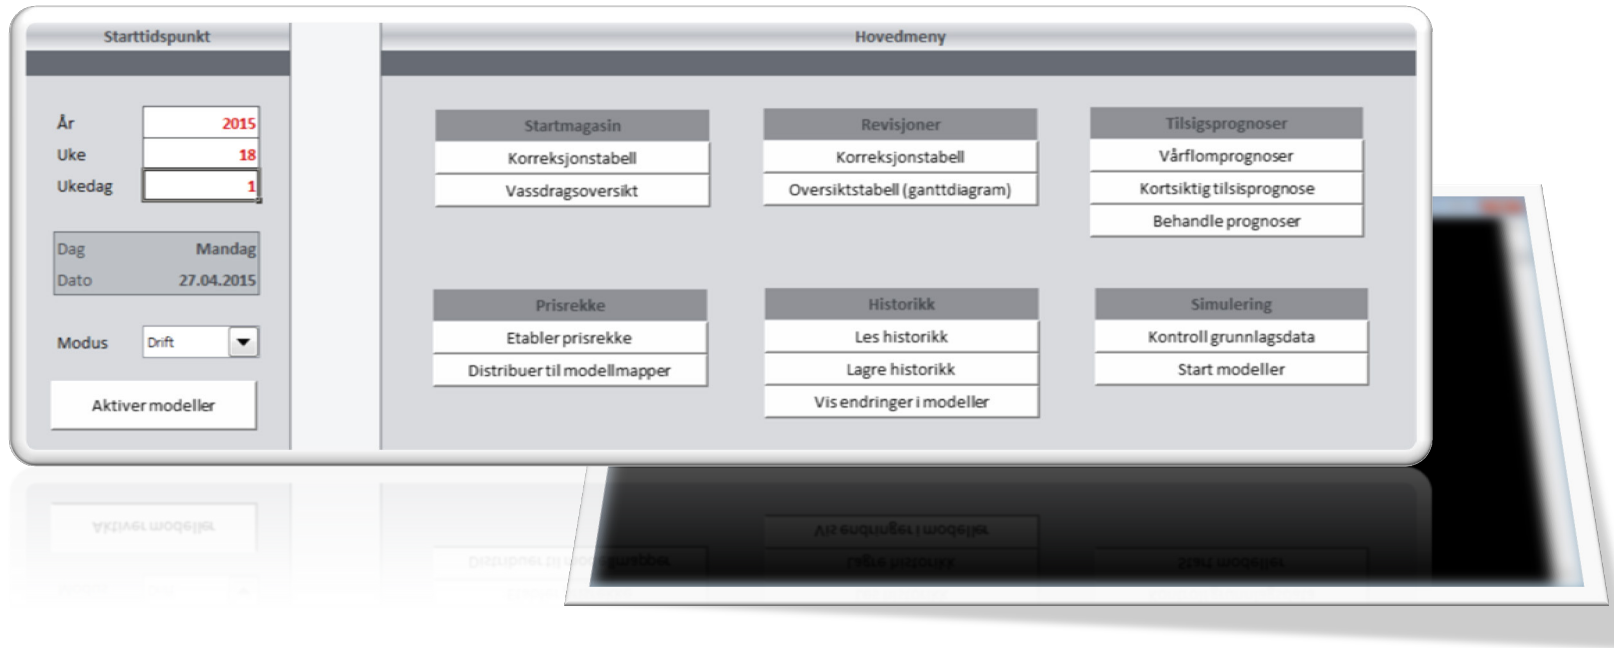 Starttidspunkt
År 2015
Uke 18
Ukedag 1
Dag Mandag
Dato 27.04.2015
Modus Drift
Aktiver modeller
Hovedmeny
Startmagasin
Korreksjonstabell
Vassdragsoversikt
Revisjoner
Korreksjonstabell
Oversiktstabell (ganttdiagram)
Tilsigsprognoser
Vårflomprognoser
Kortsiktig tilsisprognose
Behandle prognoser
Prisrekke
Etabler prisrekke
Distribuer til modellmapper
Historikk
Les historikk
Lagre historikk
Vis endringer i modeller
Simulering
Kontroll grunnlagsdata
Start modeller